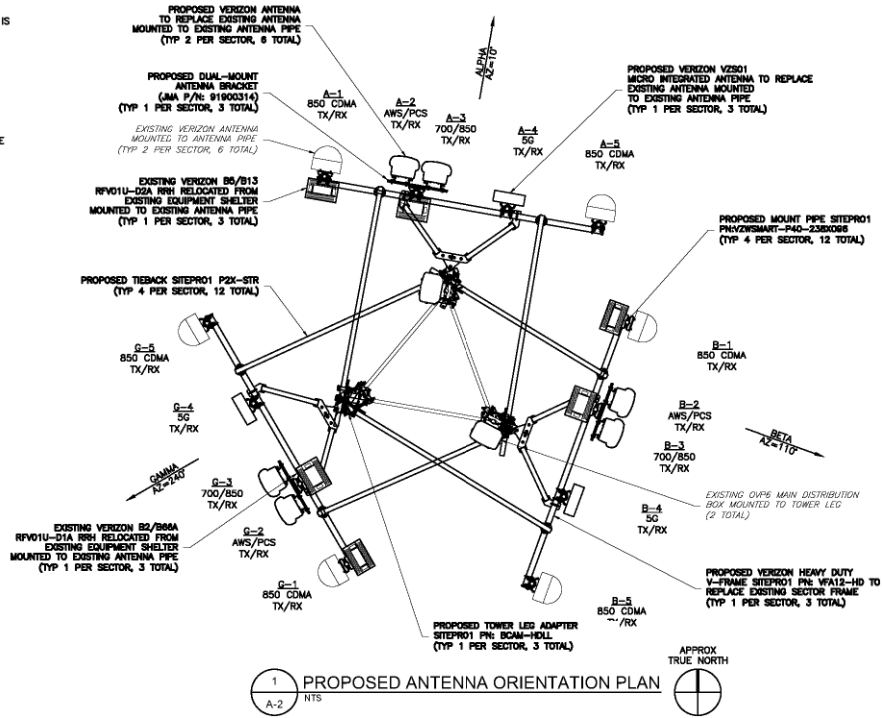 IS
E
PROPOSED VERIZON ANTENNA
TO REPLACE EXISTING ANTENNA
MOUNTED TO EXISTING ANTENNA PIPE
(TYP 2 PER SECTOR, 6 TOTAL)
PROPOSED DUAL-MOUNT
ANTENNA BRACKET
(JMA P/N: 91900314)
(TYP 1 PER SECTOR, 3 TOTAL)
EXISTING VERIZON ANTENNA
MOUNTED TO ANTENNA PIPE
(TYP 2 PER SECTOR, 6 TOTAL)
EXISTING VERIZON B5/B13
RFV01U-D2A RRH RELOCATED FROM
EXISTING EQUIPMENT SHELTER
MOUNTED TO EXISTING ANTENNA PIPE
(TYP 1 PER SECTOR, 3 TOTAL)
PROPOSED TIEBACK SITEPRO1 P2X-STR
(TYP 4 PER SECTOR, 12 TOTAL)
A-1
850 CDMA
TX/RX
A-2
AWS/PCS
TX/RX
A-3
700/850
TX/RX
A-4
5G
TX/RX
A-5
850 CDMA
TX/RX
ALPHA
AZ=10°
PROPOSED VERIZON VZS01
MICRO INTEGRATED ANTENNA TO REPLACE
EXISTING ANTENNA MOUNTED
TO EXISTING ANTENNA PIPE
(TYP 1 PER SECTOR, 3 TOTAL)
PROPOSED MOUNT PIPE SITEPRO1
PN:VZWSMART-P40-238X096
(TYP 4 PER SECTOR, 12 TOTAL)
B-1
850 CDMA
TX/RX
B-2
AWS/PCS
TX/RX
B-3
700/850
TX/RX
B-4
5G
TX/RX
B-5
850 CDMA
/RX
BETA
AZ=110°
EXISTING OVP6 MAIN DISTRIBUTION
BOX MOUNTED TO TOWER LEG
(2 TOTAL)
PROPOSED VERIZON HEAVY DUTY
V-FRAME SITEPRO1 PN: VFA12-HD TO
REPLACE EXISTING SECTOR FRAME
(TYP 1 PER SECTOR, 3 TOTAL)
G-5
850 CDMA
TX/RX
G-4
5G
TX/RX
G-3
700/850
TX/RX
G-2
AWS/PCS
TX/RX
G-1
850 CDMA
TX/RX
GAMMA
AZ=240°
EXISTING VERIZON B2/B66A
RFV01U-D1A RRH RELOCATED FROM
EXISTING EQUIPMENT SHELTER
MOUNTED TO EXISTING ANTENNA PIPE
(TYP 1 PER SECTOR, 3 TOTAL)
PROPOSED TOWER LEG ADAPTER
SITEPRO1 PN: BCAM-HDLL
(TYP 1 PER SECTOR, 3 TOTAL)
1
A-2
PROPOSED ANTENNA ORIENTATION PLAN
NTS
APPROX
TRUE NORTH